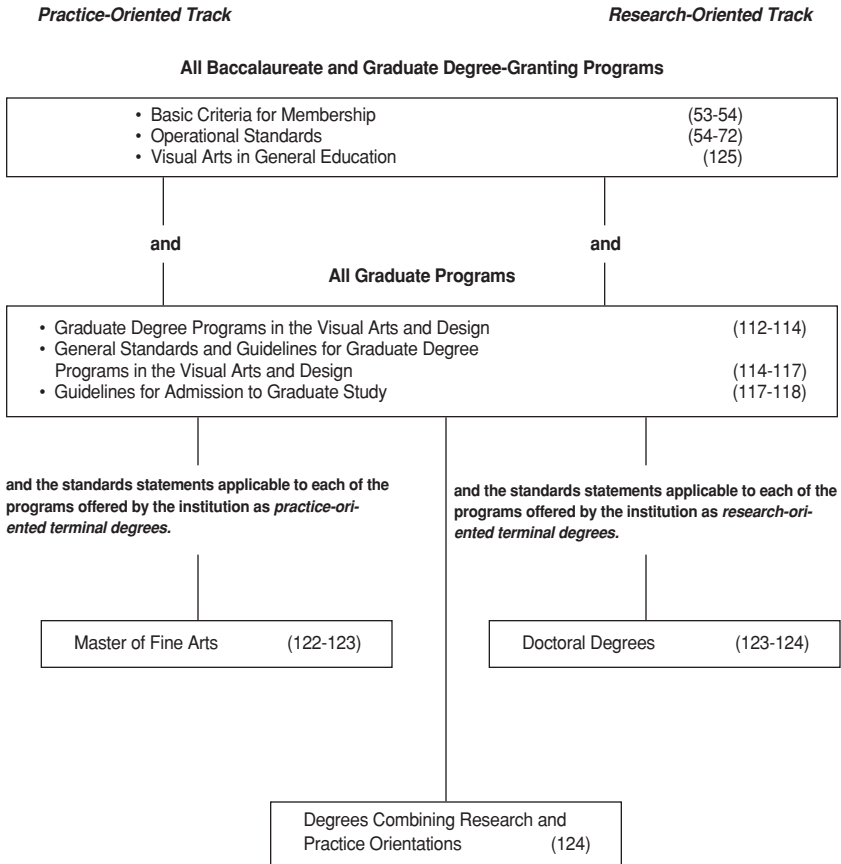 Practice-Oriented Track Research-Oriented Track
All Baccalaureate and Graduate Degree-Granting Programs
• Basic Criteria for Membership (53-54)
• Operational Standards (54-72)
• Visual Arts in General Education (125)
and and
All Graduate Programs
• Graduate Degree Programs in the Visual Arts and Design (112-114)
• General Standards and Guidelines for Graduate Degree
Programs in the Visual Arts and Design (114-117)
• Guidelines for Admission to Graduate Study (117-118)
and the standards statements applicable to each of the
programs offered by the institution as practice-ori-
ented terminal degrees.
and the standards statements applicable to each of the
programs offered by the institution as research-ori-
ented terminal degrees.
Master of Fine Arts (122-123)
Doctoral Degrees (123-124)
Degrees Combining Research and
Practice Orientations (124)